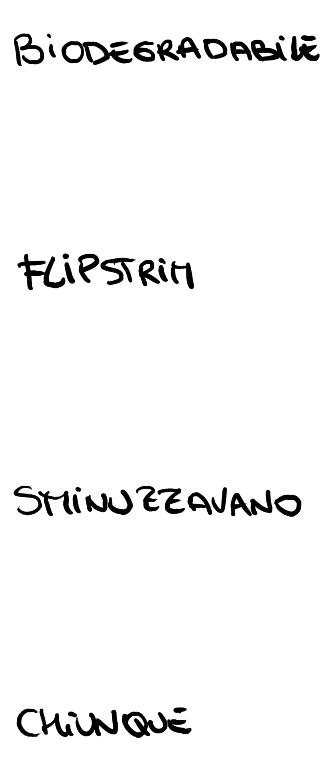 BiODEGRADABiLE
FLiPSTRiM
SMiNUZZAVANO
CHiUNQUE